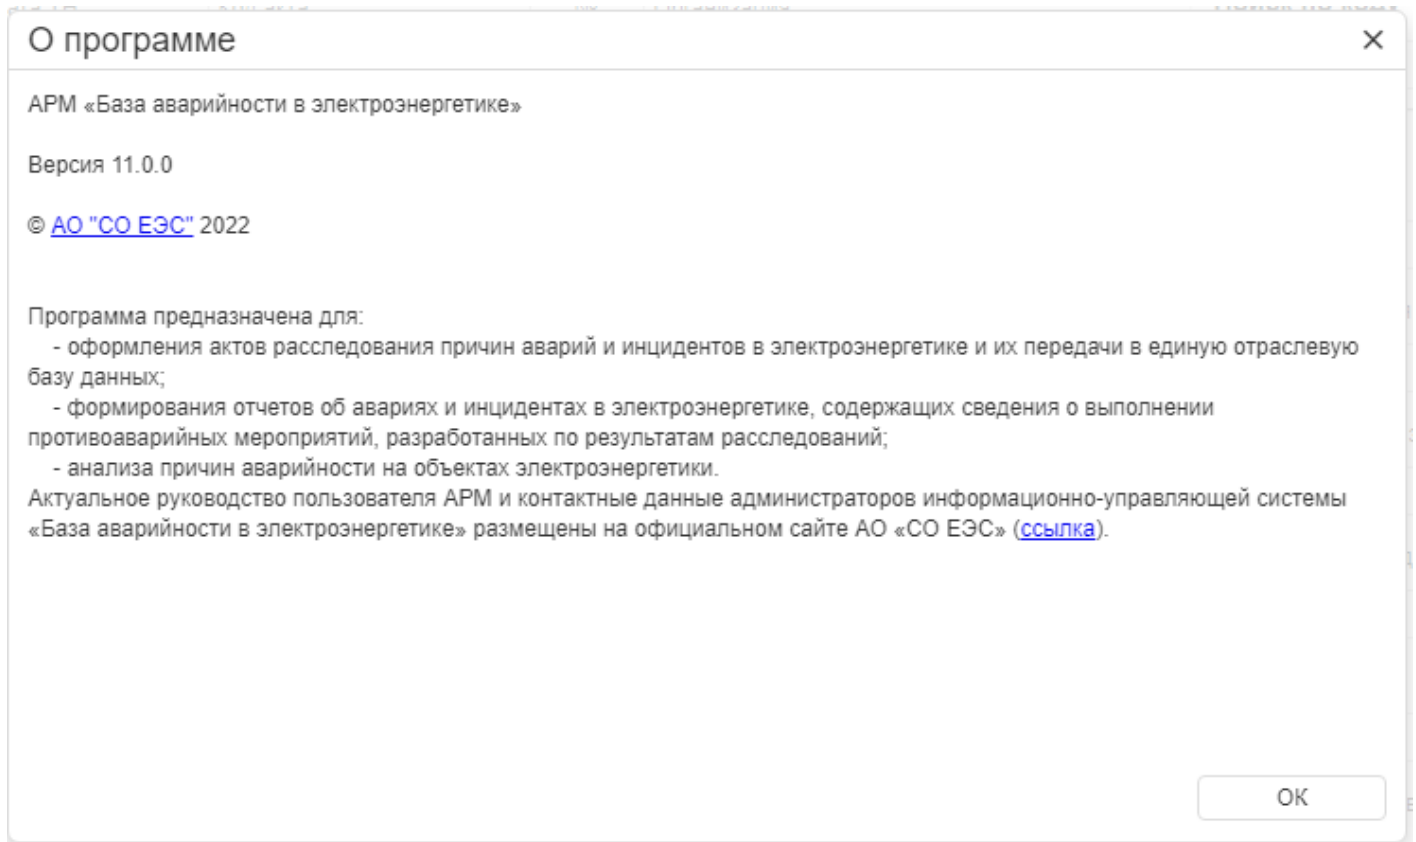 О программе
АРМ «База аварийности в электроэнергетике»
Версия 11.0.0
© АО "СО ЕЭС" 2022
Программа предназначена для:
- оформления актов расследования причин аварий и инцидентов в электроэнергетике и их передачи в единую отраслевую
базу данных;
- формирования отчетов об авариях и инцидентах в электроэнергетике, содержащих сведения о выполнении
противоаварийных мероприятий, разработанных по результатам расследований;
- анализа причин аварийности на объектах электроэнергетики.
Актуальное руководство пользователя АРМ и контактные данные администраторов информационно-управляющей системы
«База аварийности в электроэнергетике» размещены на официальном сайте АО «СО ЕЭС» (ссылка).
ОК